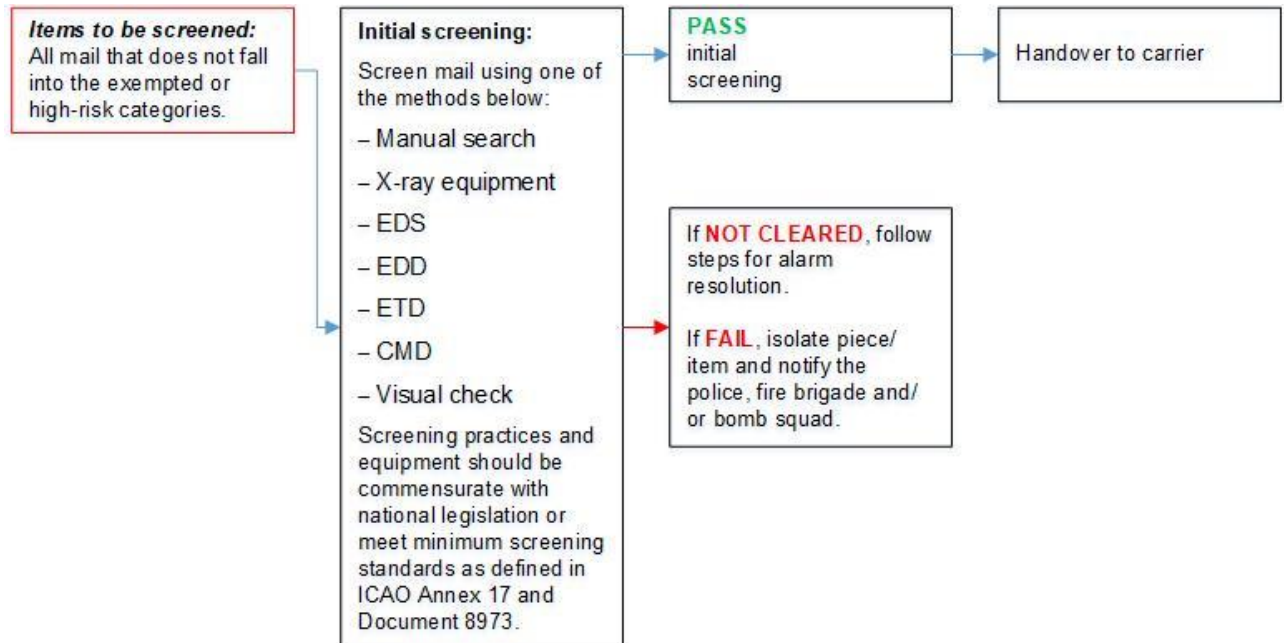 Items to be screened:
All mail that does not fall
into the exempted or
high-risk categories.
Initial screening:
Screen mail using one of
the methods below:
– Manual search
– X-ray equipment
– EDS
– EDD
– ETD
– CMD
– Visual check
Screening practices and
equipment should be
commensurate with
national legislation or
meet minimum screening
standards as defined in
ICAO Annex 17 and
Document 8973.
PASS
initial
screening
Handover to carrier
If NOT CLEARED, follow
steps for alarm
resolution.
If FAIL, isolate piece/
item and notify the
police, fire brigade and/
or bomb squad.